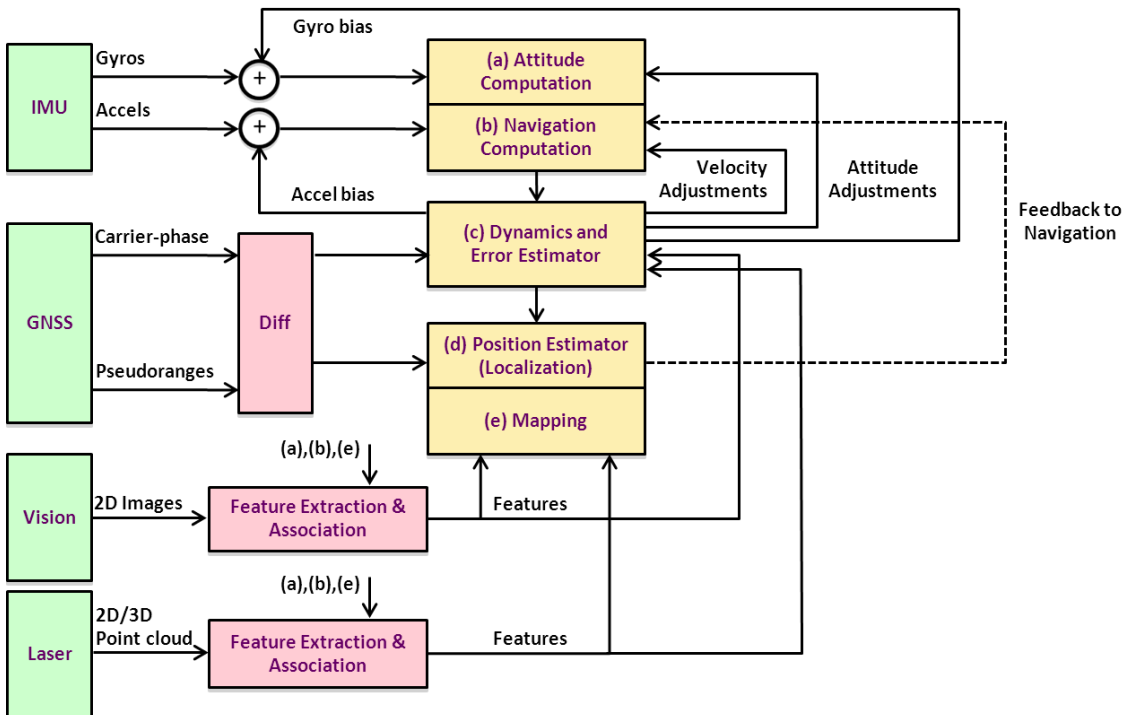 Gyro bias
Gyros
IMU
Accels
+
+
Accel bias
(a) Attitude
Computation
(b) Navigation
Computation
Velocity
Adjustments
Attitude
Adjustments
Feedback to
Navigation
Carrier-phase
GNSS
Pseudoranges
Diff
(c) Dynamics and
Error Estimator
(d) Position Estimator
(Localization)
(e) Mapping
(a),(b),(e)
Vision
2D Images
Feature Extraction &
Association
Features
(a),(b),(e)
Laser
2D/3D
Point cloud
Feature Extraction &
Association
Features